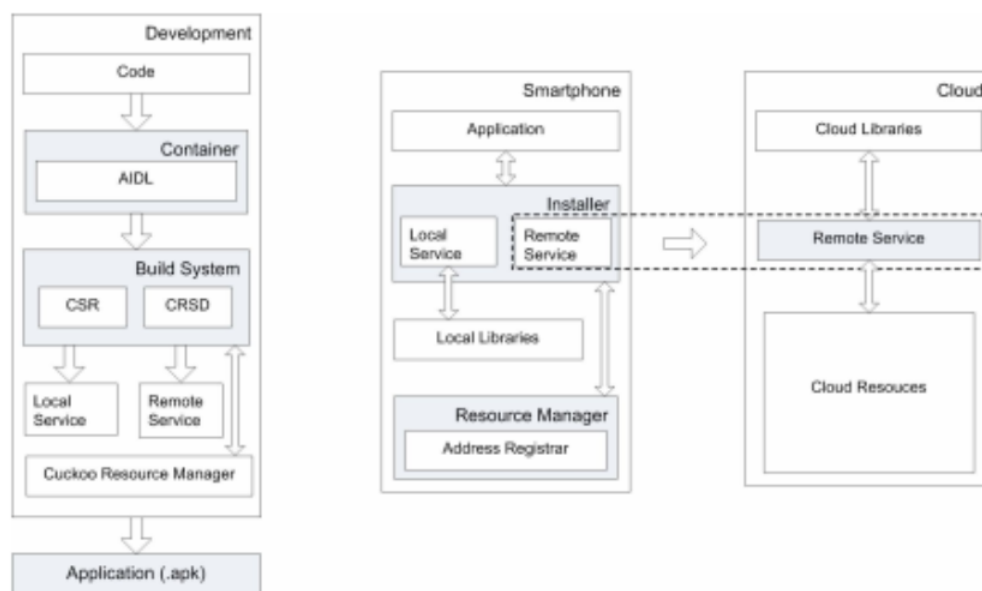 Development
Code
Container
AIDL
Build System
CSR
CRSD
Local
Service
Remote
Service
Cuckoo Resource Manager
Application (.apk)
Smartphone
Application
Installer
Local
Service
Remote
Service
Local Libraries
Resource Manager
Address Registrar
Cloud
Cloud Libraries
Remote Service
Cloud Resouces